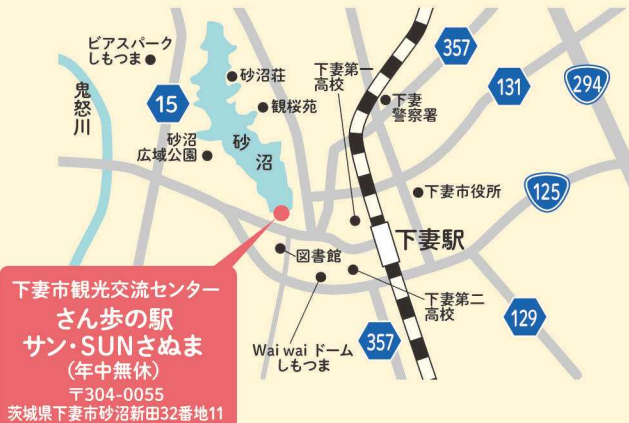 ビアスパーク
しもつま
鬼怒川
15
砂沼荘
観桜苑
砂沼
砂沼
広域公園
下妻第一
高校
357
下妻
警察署
131
294
125
下妻市役所
下妻駅
図書館
下妻第二
高校
Wai wai ドーム
しもつま
357
129
下妻市観光交流センター
さん歩の駅
サン・SUNさぬま
(年中無休)
〒304-0055
茨城県下妻市砂沼新田32番地11